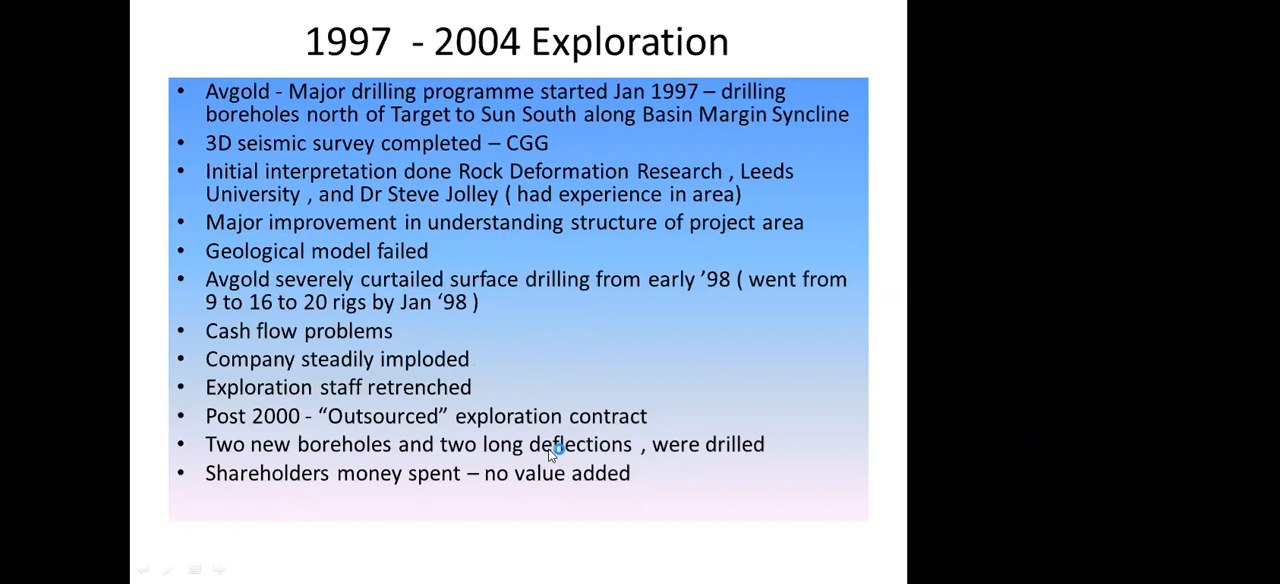 1997  - 2004 Exploration
• Avgold - Major drilling programme started Jan 1997 – drilling
boreholes north of Target to Sun South along Basin Margin Syncline
• 3D seismic survey completed – CGG
• Initial interpretation done Rock Deformation Research , Leeds
University , and Dr Steve Jolley ( had experience in area)
• Major improvement in understanding structure of project area
• Geological model failed
• Avgold severely curtailed surface drilling from early ’98 ( went from
9 to 16 to 20 rigs by Jan ‘98 )
• Cash flow problems
• Company steadily imploded
• Exploration staff retrenched
• Post 2000 - “Outsourced” exploration contract
• Two new boreholes and two long deflections , were drilled
• Shareholders money spent – no value added